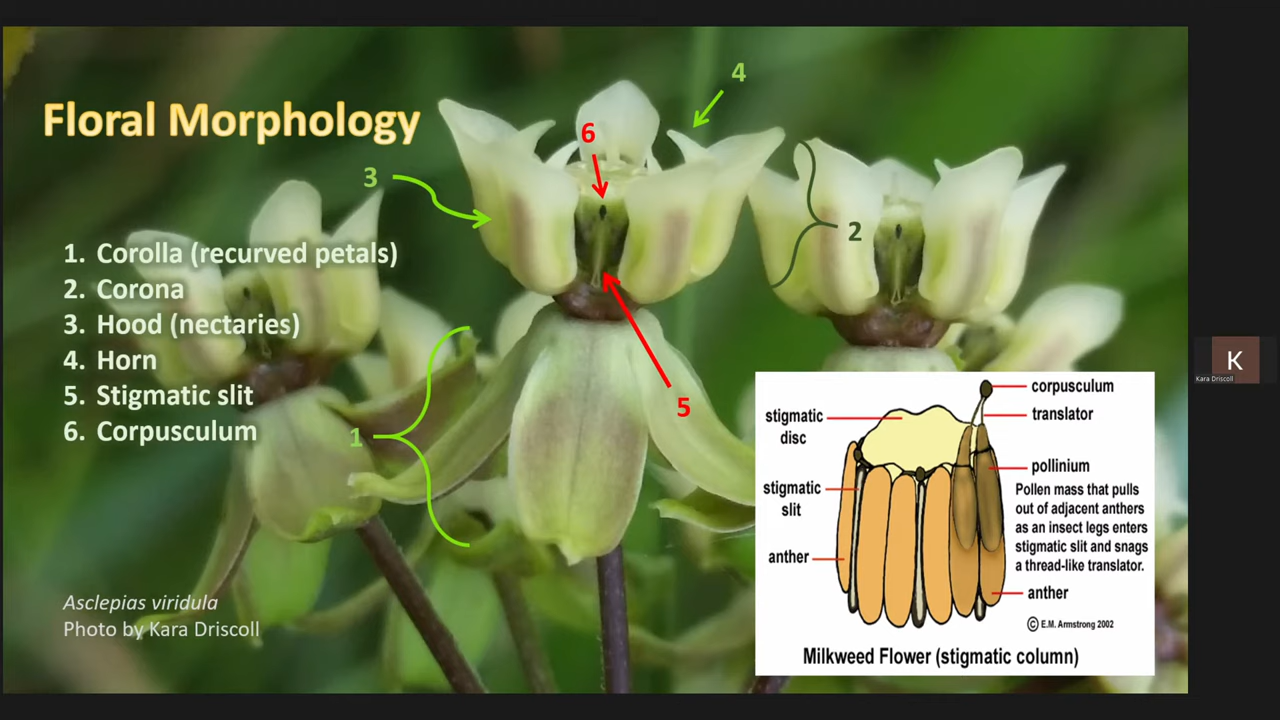 Floral Morphology
1. Corolla (recurved petals)
2. Corona
3. Hood (nectaries)
4. Horn
5. Stigmatic slit
6. Corpusculum
Asclepias viridula
Photo by Kara Driscoll
3
6
4
2
1
5
corpusculum
translator
stigmatic
disc
pollinium
stigmatic
slit
Pollen mass that pulls
out of adjacent anthers
as an insect legs enters
stigmatic slit and snags
a thread-like translator.
anther
anther
© E.M. Armstrong 2002
Milkweed Flower (stigmatic column)
K
Kara Driscoll